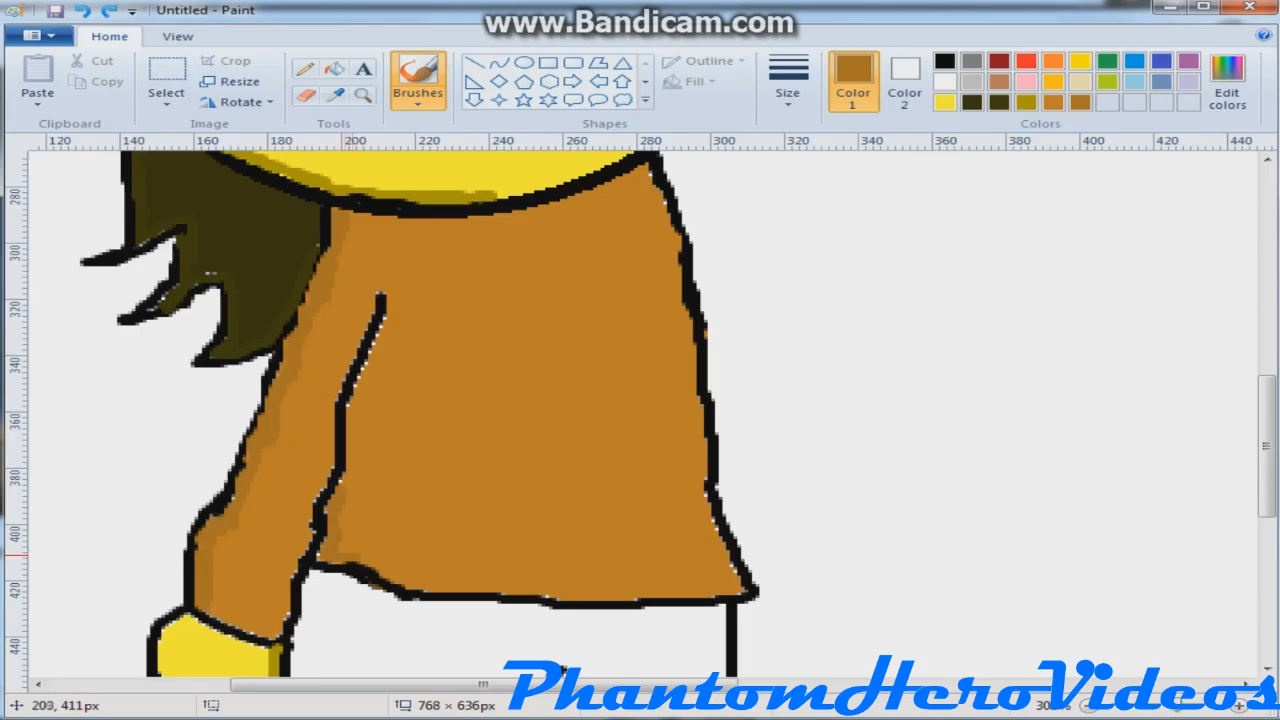 Untitled - Paint
www.Bandicam.com
Home View
Paste
Cut
Copy
Clipboard
Select
Crop
Resize
Rotate
Image
A
Tools
Brushes
Shapes
Outline
Fill
Size
Color 1
Color 2
Edit colors
Colors
120 140 160 180 200 220 240 260 280 300 320 340 360 380 400 420 440
280
300
320
340
360
380
400
420
440
PhantomHeroVideos
203, 411px
768 × 636px